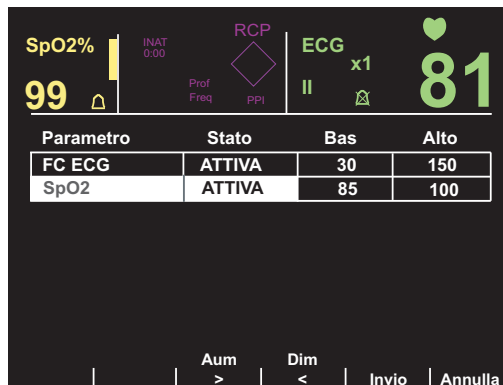 SpO2%
99
INAT
0:00
RCP
Prof
Freq
PPI
ECG
x1
II
81
Parametro Stato Bas Alto
FC ECG ATTIVA 30 150
SpO2 ATTIVA 85 100
Aum Dim
> < Invio Annulla